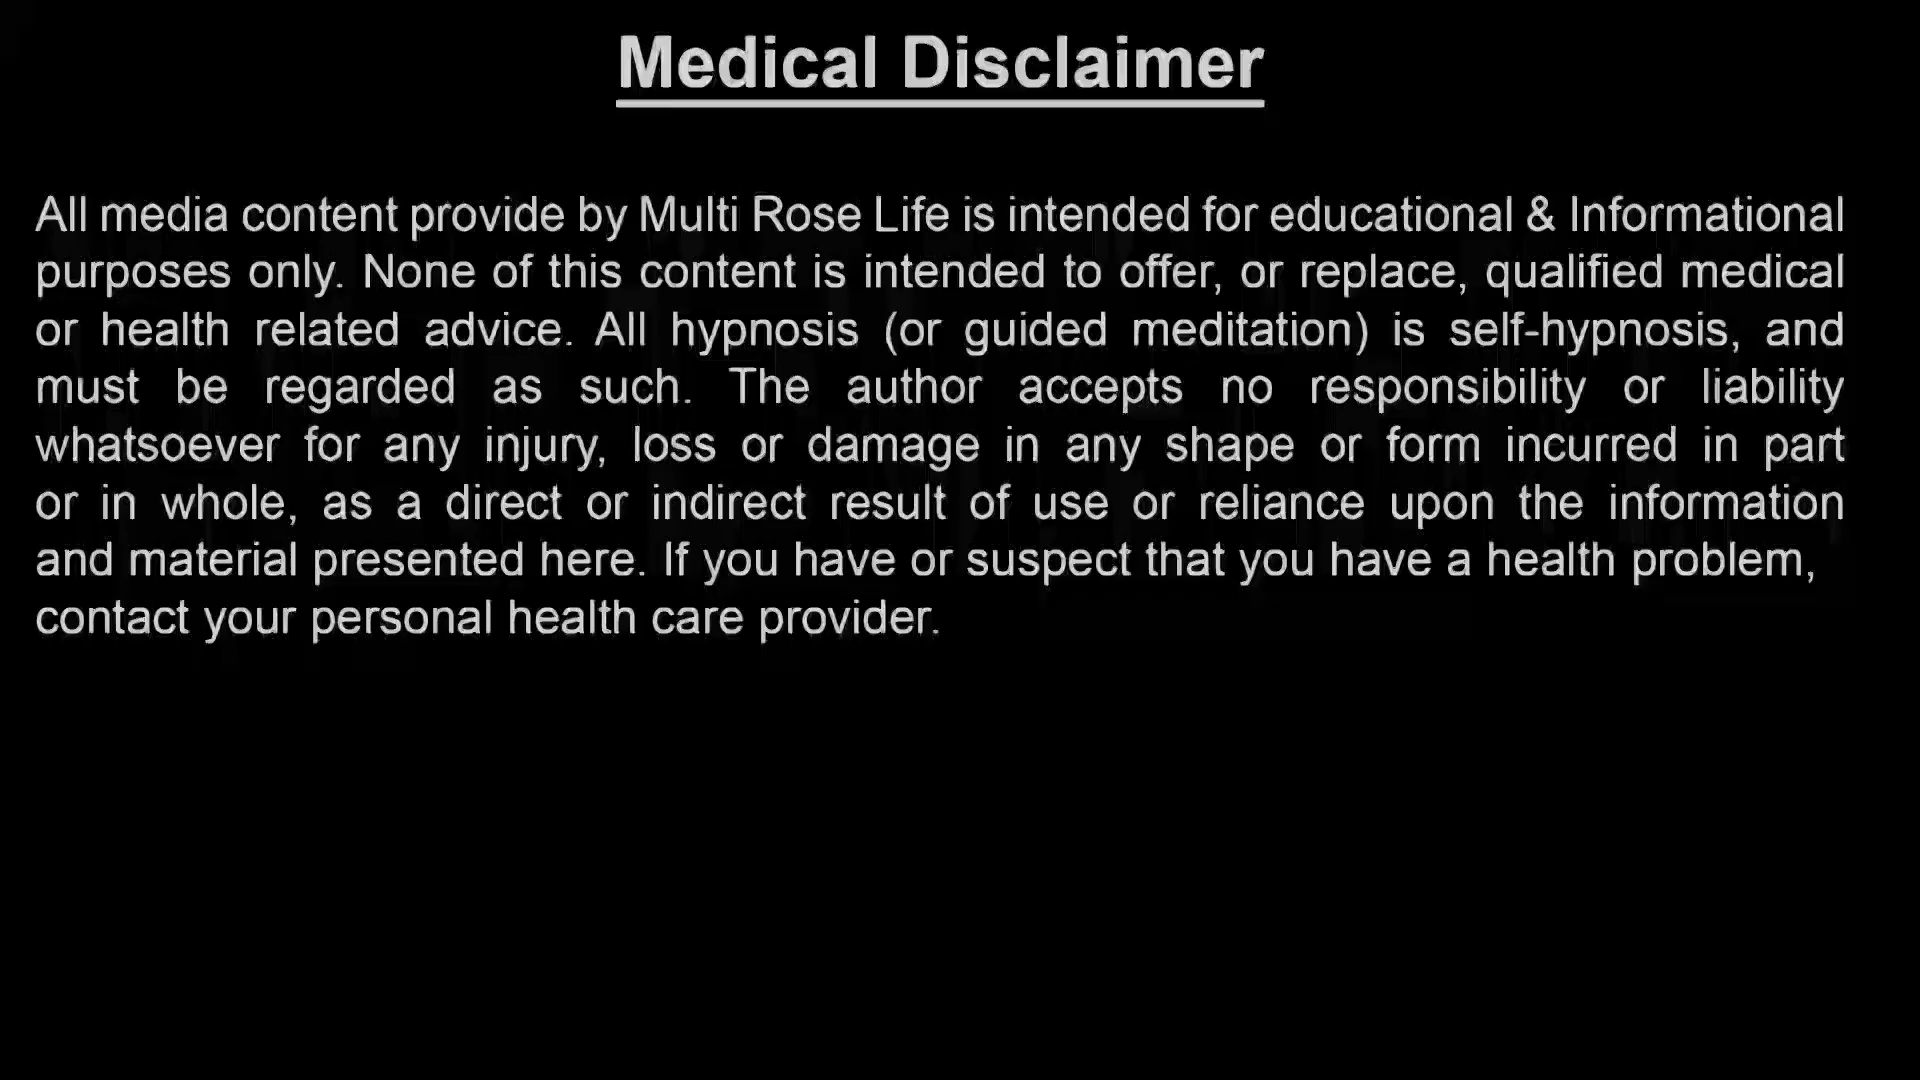 Medical Disclaimer
All media content provide by Multi Rose Life is intended for educational & Informational
purposes only. None of this content is intended to offer, or replace, qualified medical
or health related advice. All hypnosis (or guided meditation) is self-hypnosis, and
must be regarded as such. The author accepts no responsibility or liability
whatsoever for any injury, loss or damage in any shape or form incurred in part
or in whole, as a direct or indirect result of use or reliance upon the information
and material presented here. If you have or suspect that you have a health problem,
contact your personal health care provider.